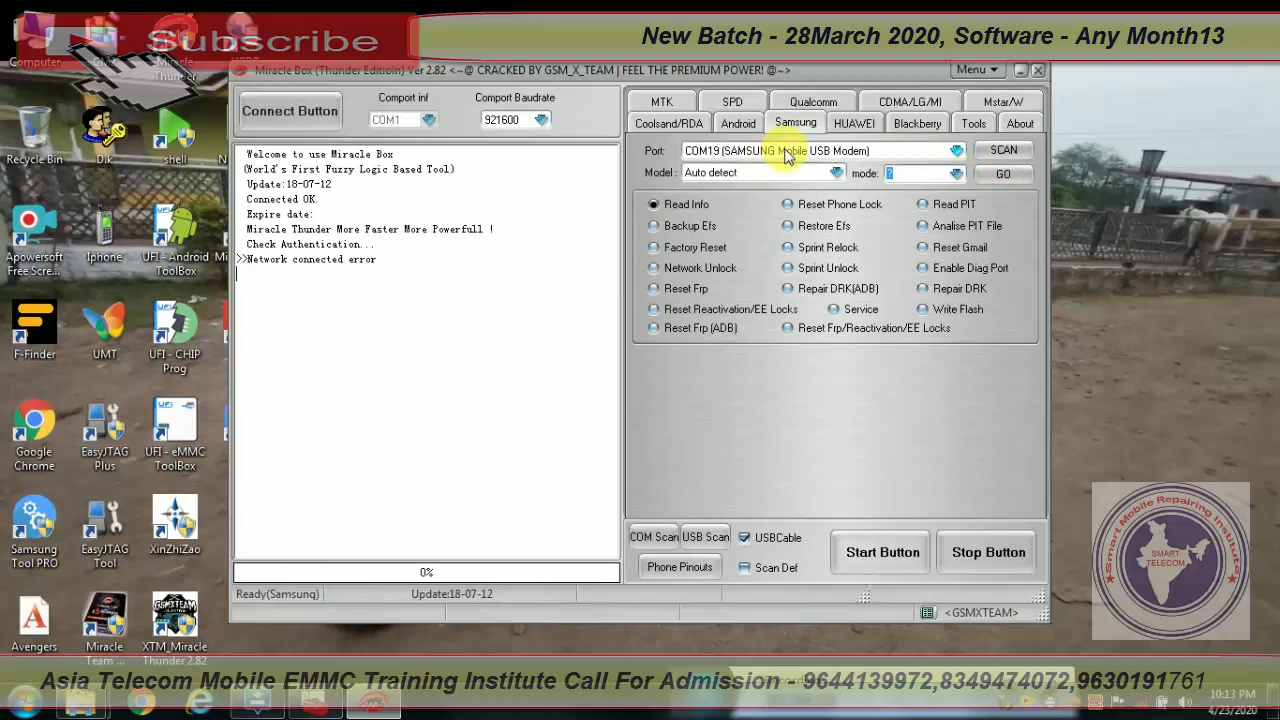 Subscribe
New Batch - 28March 2020, Software - Any Month13
Computer
Miracle Thunder
Miracle Box (Thunder Editioin) Ver 2.82 <~@ CRACKED BY GSM_X_TEAM | FEEL THE PREMIUM POWER! @~>
Menu
Connect Button
Comport inf
Comport Baudrate
COM1
921600
MTK
SPD
Qualcomm
CDMA/LG/MI
Mstar/W
Coolsand/RDA
Android
Samsung
HUAWEI
Blackberry
Tools
About
Port:
COM19 (SAMSUNG Mobile USB Modem)
SCAN
Model:
Auto detect
mode:
?
GO
Read Info
Reset Phone Lock
Read PIT
Backup Efs
Restore Efs
Analise PIT File
Factory Reset
Sprint Relock
Reset Gmail
Network Unlock
Sprint Unlock
Enable Diag Port
Reset Frp
Repair DRK(ADB)
Repair DRK
Reset Reactivation/EE Locks
Service
Write Flash
Reset Frp (ADB)
Reset Frp/Reactivation/EE Locks
Welcome to use Miracle Box
(World's First Fuzzy Logic Based Tool)
Update:18-07-12
Connected OK.
Expire date:
Miracle Thunder More Faster More Powerfull !
Check Authentication...
>>Network connected error
0%
COM Scan
USB Scan
USBCable
Start Button
Stop Button
Phone Pinouts
Scan Def
Ready(Samsung)
Update:18-07-12
<GSMXTEAM>
Recycle Bin
D.k
shell
Apowersoft Free Scre...
Iphone
UFI - Android ToolBox
F-Finder
UMT
UFI - CHIP Prog
Google Chrome
EasyJTAG Plus
UFI - eMMC ToolBox
Samsung Tool PRO
EasyJTAG Tool
XinZhiZao
Avengers
Miracle Team ...
XTM_Miracle Thunder 2.82
Smart Mobile Repairing Institute
SMART TELECOM
Asia Telecom Mobile EMMC Training Institute Call For Admission - 9644139972,8349474072,9630191761
10:13 PM
4/23/2020